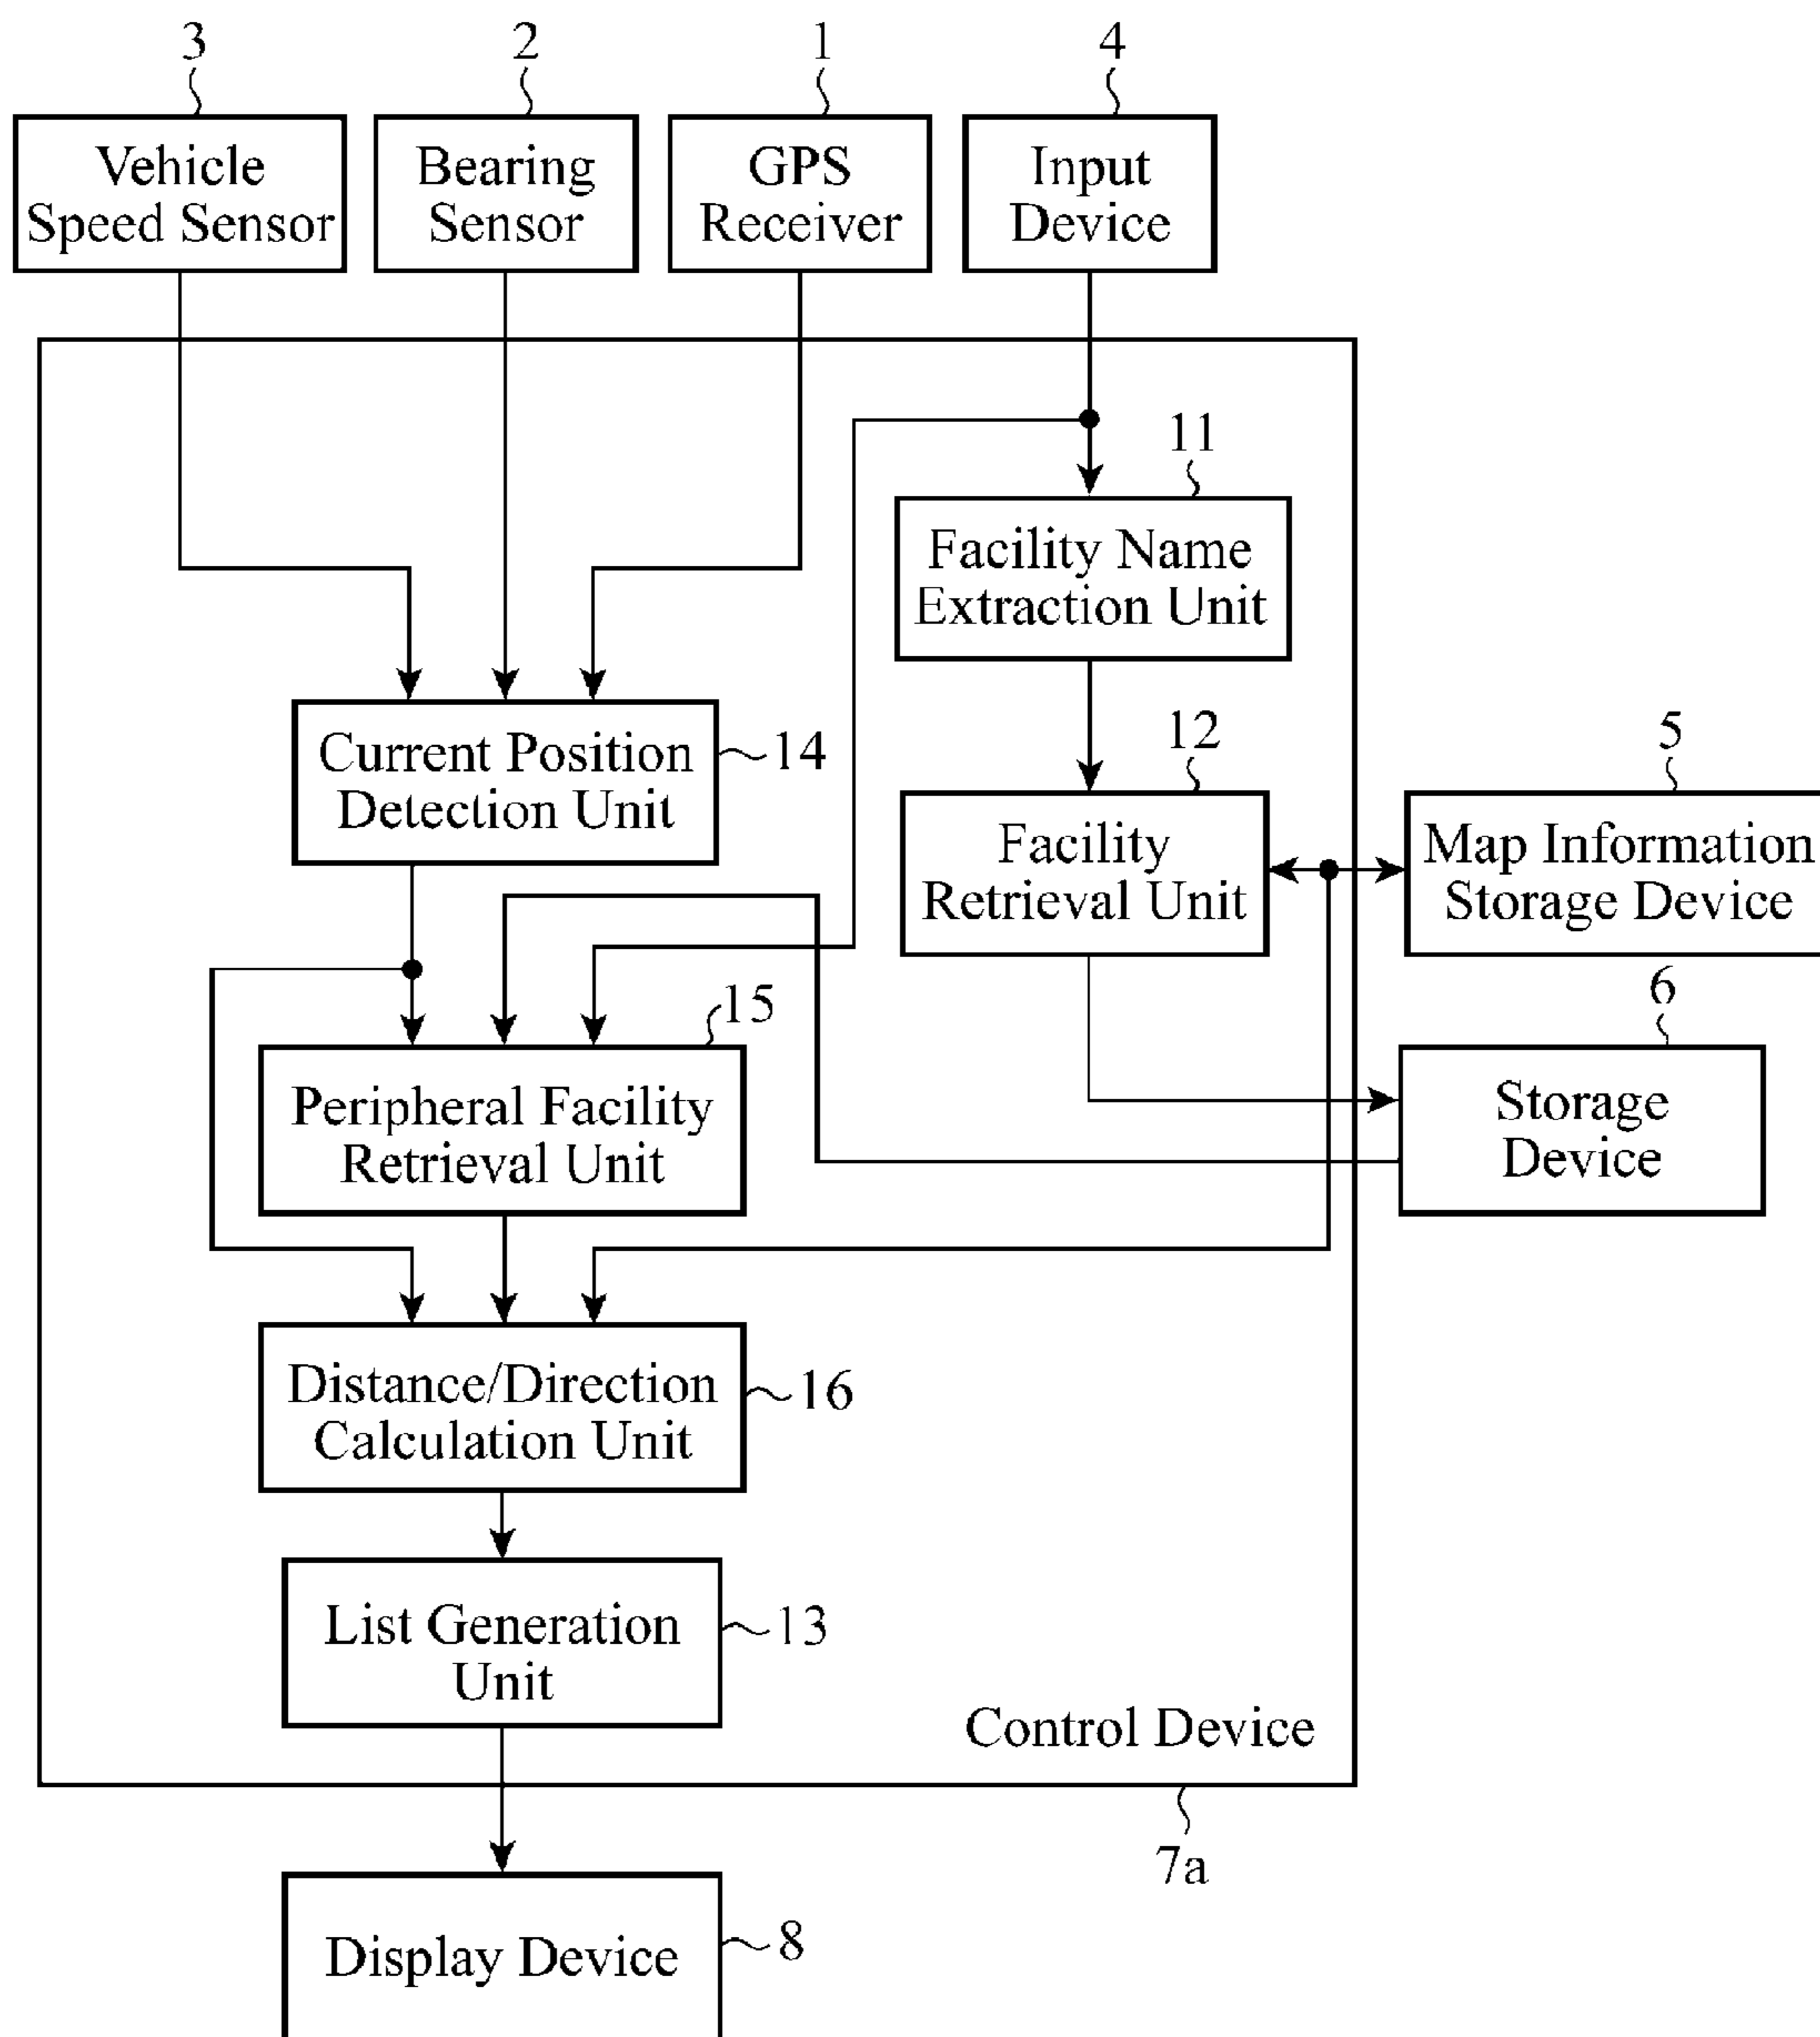 3
2
1
4
Vehicle
Speed Sensor
Bearing
Sensor
GPS
Receiver
Input
Device
11
Facility Name
Extraction Unit
Current Position
Detection Unit
14
12
Facility
Retrieval Unit
5
Map Information
Storage Device
15
Peripheral Facility
Retrieval Unit
6
Storage
Device
Distance/Direction
Calculation Unit
16
List Generation
Unit
13
Control Device
7a
Display Device
8